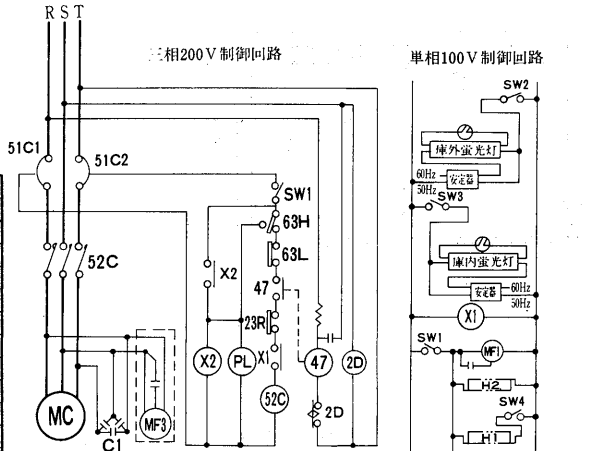 R S T
三相200V制御回路
単相100V制御回路
SW2
51C1
51C2
庫外蛍光灯
60Hz
安定器
50Hz
SW3
SW1
63H
63L
52C
X2
47
23R
X1
庫内蛍光灯
安定器
60Hz
50Hz
X1
SW1
MF1
X2
PL
47
2D
52C
2D
H2
SW4
H1
MC
C1
MF3